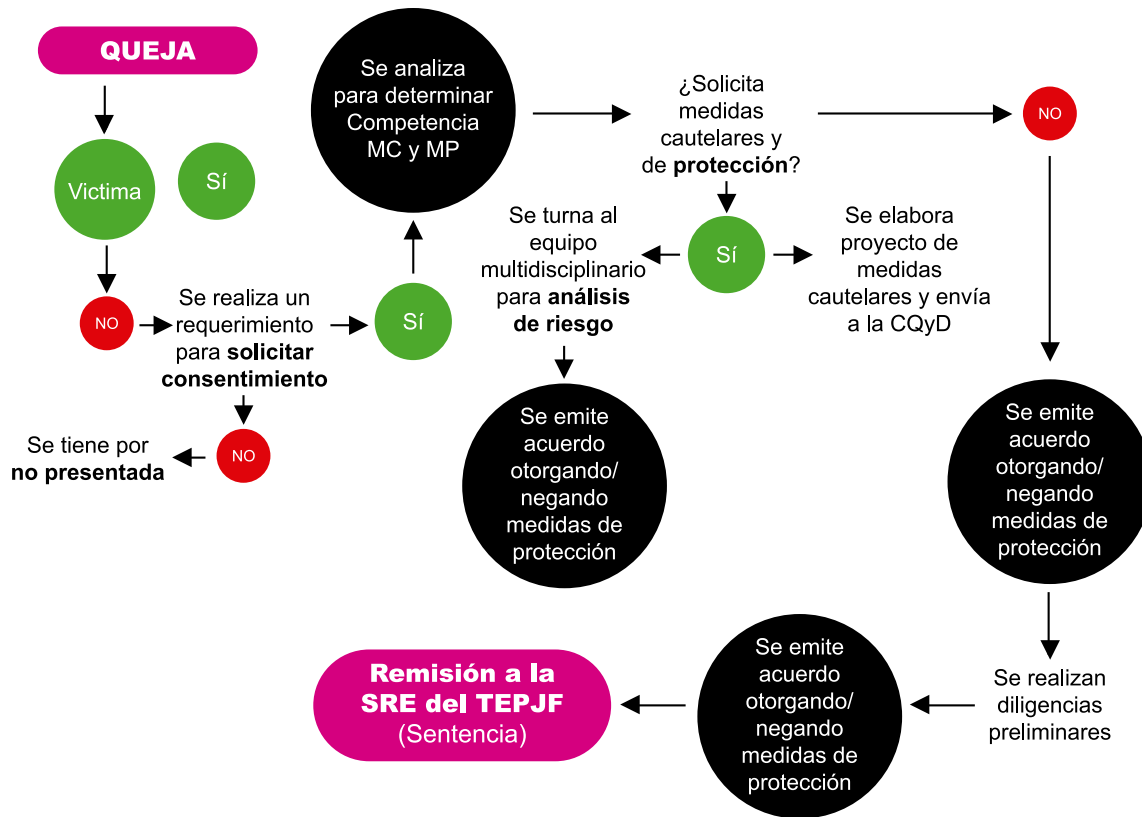 QUEJA
Victima
Sí
NO
Se realiza un
requerimiento
para solicitar
consentimiento
NO
Se tiene por
no presentada
Sí
Se analiza
para determinar
Competencia
MC y MP
¿Solicita
medidas
cautelares y
de protección?
NO
Sí
Se turna al
equipo
multidisciplinario
para análisis
de riesgo
Se elabora
proyecto de
medidas
cautelares y envía
a la CQyD
Se emite
acuerdo
otorgando/
negando
medidas de
protección
Se emite
acuerdo
otorgando/
negando
medidas de
protección
Se realizan
diligencias
preliminares
Se emite
acuerdo
otorgando/
negando
medidas de
protección
Remisión a la
SRE del TEPJF
(Sentencia)